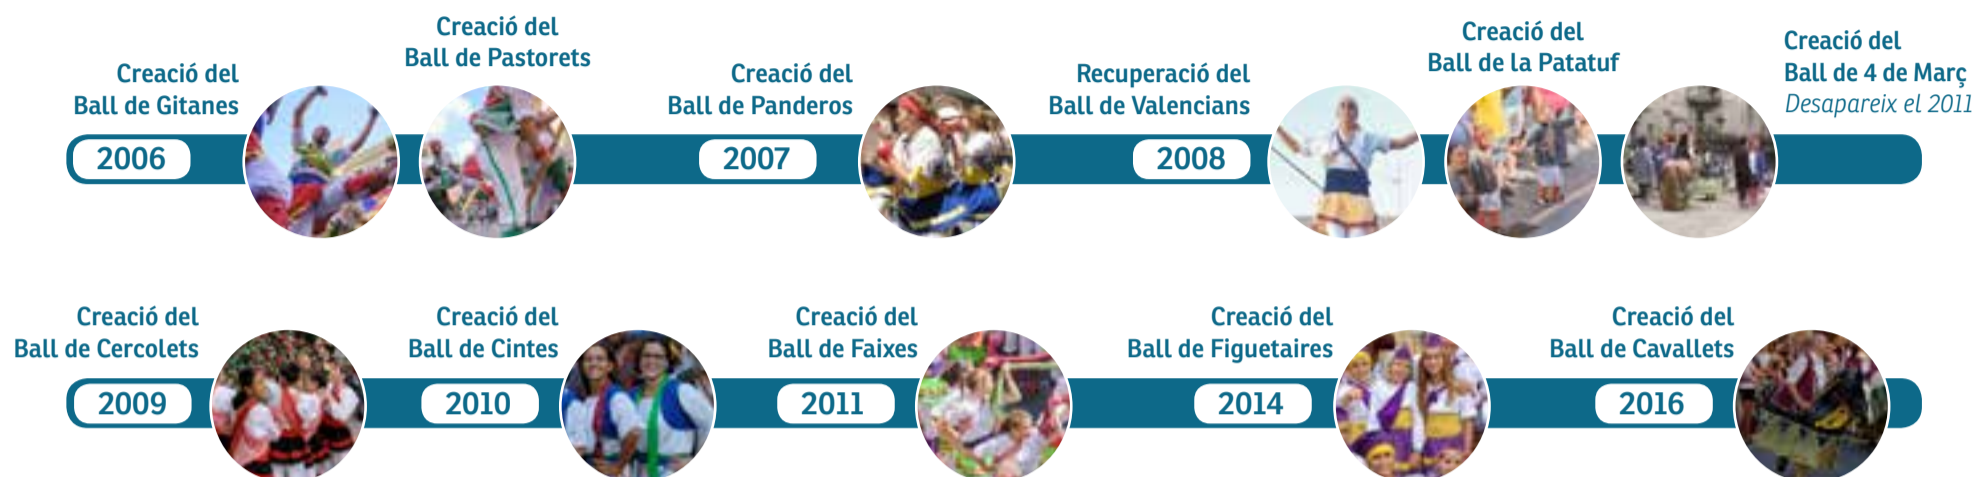 Creació del
Ball de Gitanes
2006
Creació del
Ball de Pastorets
Creació del
Ball de Panderos
2007
Recuperació del
Ball de Valencians
2008
Creació del
Ball de la Patatuf
Creació del
Ball de 4 de Març
Desapareix el 2011
Creació del
Ball de Cercolets
2009
Creació del
Ball de Cintes
2010
Creació del
Ball de Faixes
2011
Creació del
Ball de Figuetaires
2014
Creació del
Ball de Cavallets
2016